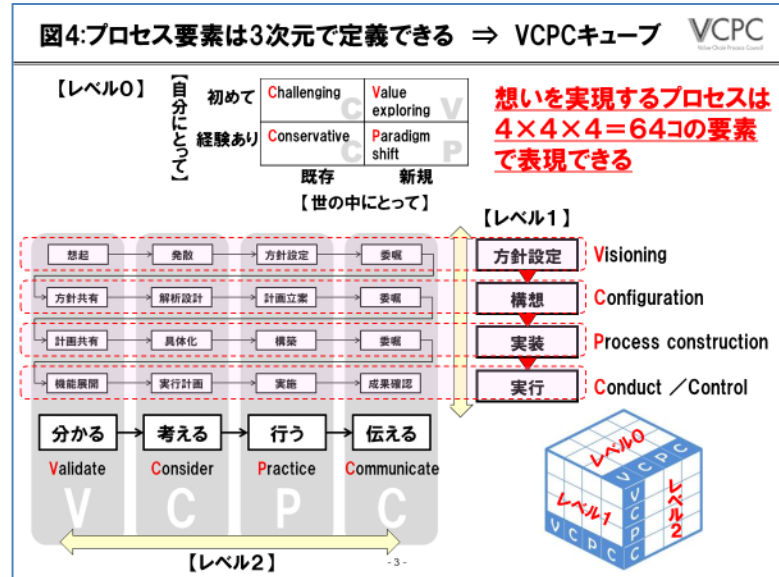 図4:プロセス要素は3次元で定義できる ⇒ VCPCキューブ
VCPC
Value Chain Process Council
【レベル0】
【自分にとって】
初めて
Challenging
C
Value exploring
V
経験あり
Conservative
C
Paradigm shift
P
既存
新規
【世の中にとって】
想いを実現するプロセスは
4×4×4=64コの要素
で表現できる
【レベル1】
想起
発散
方針設定
委嘱
方針設定
Visioning
方針共有
解析設計
計画立案
委嘱
構想
Configuration
計画共有
具体化
構築
委嘱
実装
Process construction
機能展開
実行計画
実施
成果確認
実行
Conduct /Control
分かる
考える
行う
伝える
Validate
Consider
Practice
Communicate
V
C
P
C
【レベル2】
- 3 -
レベル0
V C P C
レベル1
V C P C
レベル2
V C P C